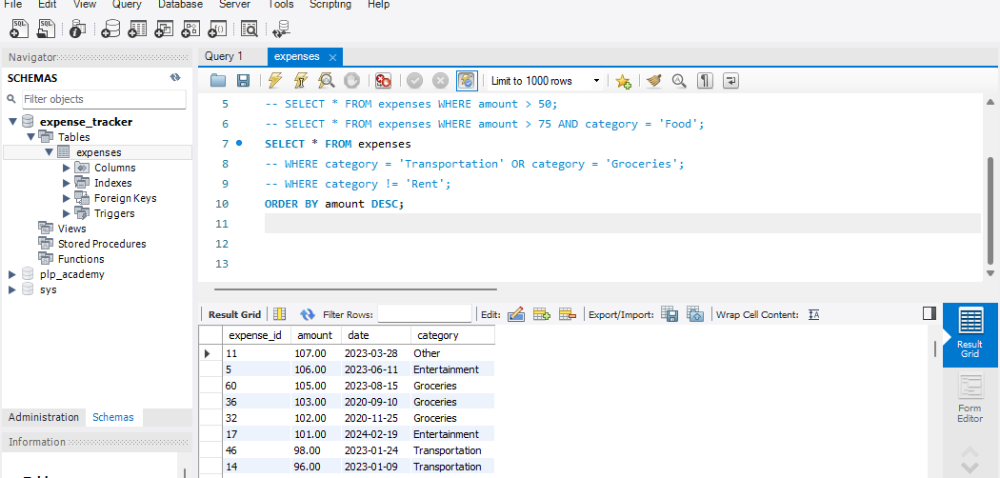 File Edit View Query Database Server Tools Scripting Help
SQL SQL
Navigator
SCHEMAS
Filter objects
expense_tracker
Tables
expenses
Columns
Indexes
Foreign Keys
Triggers
Views
Stored Procedures
Functions
plp_academy
sys
Administration Schemas
Information
Query 1 expenses
Limit to 1000 rows
5 -- SELECT * FROM expenses WHERE amount > 50;
6 -- SELECT * FROM expenses WHERE amount > 75 AND category = 'Food';
7 SELECT * FROM expenses
8 -- WHERE category = 'Transportation' OR category = 'Groceries';
9 -- WHERE category != 'Rent';
10 ORDER BY amount DESC;
11
12
13
Result Grid Filter Rows: Edit: Export/Import: Wrap Cell Content: IA
expense_id amount date category
11 107.00 2023-03-28 Other
5 106.00 2023-06-11 Entertainment
60 105.00 2023-08-15 Groceries
36 103.00 2020-09-10 Groceries
32 102.00 2020-11-25 Groceries
17 101.00 2024-02-19 Entertainment
46 98.00 2023-01-24 Transportation
14 96.00 2023-01-09 Transportation
Result
Grid
Form
Editor